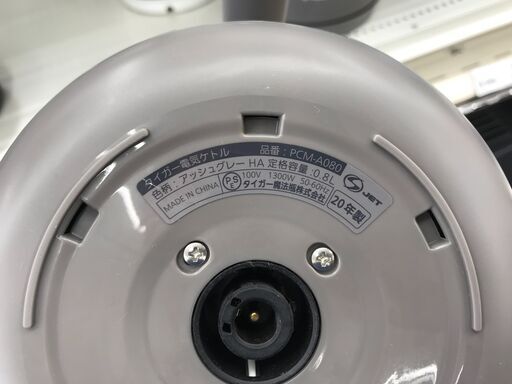 タイガー電気ケトル 品番：PCM-A080
色柄：アッシュグレー HA 定格容量：0.8L
MADE IN CHINA PSE 100V 1300W 50-60Hz
タイガー魔法瓶株式会社
S JET
20年製